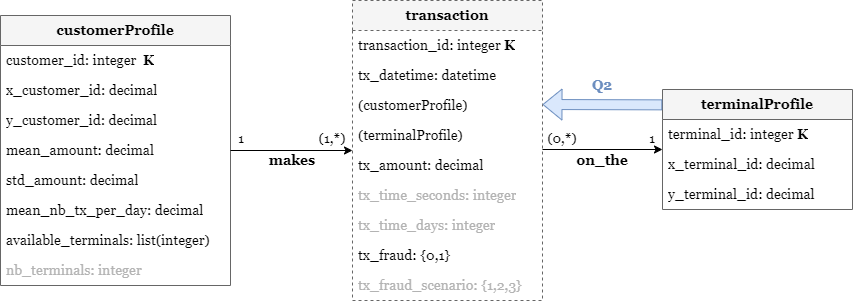 customerProfile
customer_id: integer K
x_customer_id: decimal
y_customer_id: decimal
mean_amount: decimal
std_amount: decimal
mean_nb_tx_per_day: decimal
available_terminals: list(integer)
nb_terminals: integer
1
(1,*)
makes
transaction
transaction_id: integer K
tx_datetime: datetime
(customerProfile)
(terminalProfile)
tx_amount: decimal
tx_time_seconds: integer
tx_time_days: integer
tx_fraud: {0,1}
tx_fraud_scenario: {1,2,3}
Q2
(0,*)
1
on_the
terminalProfile
terminal_id: integer K
x_terminal_id: decimal
y_terminal_id: decimal